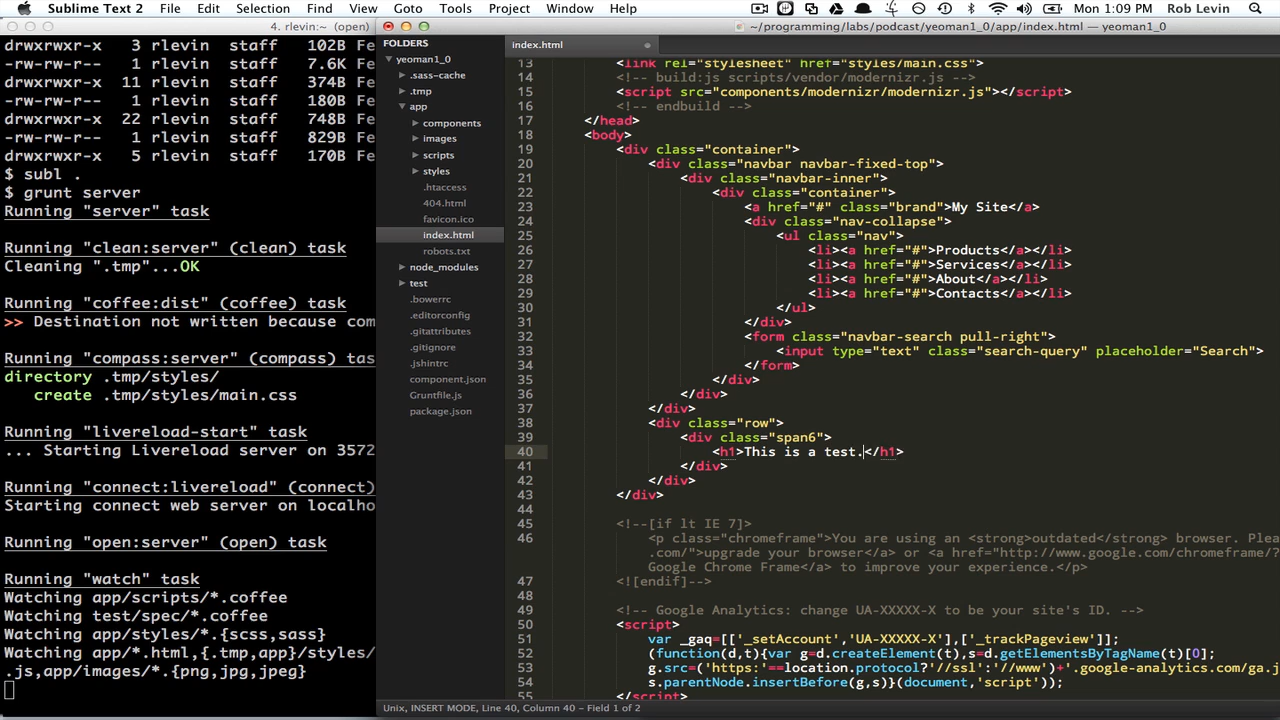 Sublime Text 2 File Edit Selection Find View Goto Tools Project Window Help Mon 1:09 PM Rob Levin
4. rlevin:~ (open)
drwxrwxr-x 3 rlevin staff 102B Fe
-rw-rw-r-- 1 rlevin staff 7.6K Fe
drwxrwxr-x 11 rlevin staff 374B Fe
-rw-rw-r-- 1 rlevin staff 180B Fe
drwxrwxr-x 22 rlevin staff 748B Fe
-rw-rw-r-- 1 rlevin staff 829B Fe
drwxrwxr-x 5 rlevin staff 170B Fe
$ subl .
$ grunt server
Running "server" task
Running "clean:server" (clean) task
Cleaning ".tmp"...OK
Running "coffee:dist" (coffee) task
>> Destination not written because com
Running "compass:server" (compass) tas
directory .tmp/styles/
create .tmp/styles/main.css
Running "livereload-start" task
... Starting Livereload server on 3572
Running "connect:livereload" (connect)
Starting connect web server on localho
Running "open:server" (open) task
Running "watch" task
Watching app/scripts/*.coffee
Watching test/spec/*.coffee
Watching app/styles/*.{scss,sass}
Watching app/*.html,{.tmp,app}/styles/
.js,app/images/*.{png,jpg,jpeg}
~/programming/labs/podcast/yeoman1_0/app/index.html — yeoman1_0
FOLDERS
yeoman1_0
.sass-cache
.tmp
app
components
images
scripts
styles
.htaccess
404.html
favicon.ico
index.html
robots.txt
node_modules
test
.bowerrc
.editorconfig
.gitattributes
.gitignore
.jshintrc
component.json
Gruntfile.js
package.json
index.html
13 <link rel="stylesheet" href="styles/main.css">
14 <!-- build:js scripts/vendor/modernizr.js -->
15 <script src="components/modernizr/modernizr.js"></script>
16 <!-- endbuild -->
17 </head>
18 <body>
19 <div class="container">
20 <div class="navbar navbar-fixed-top">
21 <div class="navbar-inner">
22 <div class="container">
23 <a href="#" class="brand">My Site</a>
24 <div class="nav-collapse">
25 <ul class="nav">
26 <li><a href="#">Products</a></li>
27 <li><a href="#">Services</a></li>
28 <li><a href="#">About</a></li>
29 <li><a href="#">Contacts</a></li>
30 </ul>
31 </div>
32 <form class="navbar-search pull-right">
33 <input type="text" class="search-query" placeholder="Search">
34 </form>
35 </div>
36 </div>
37 </div>
38 <div class="row">
39 <div class="span6">
40 <h1>This is a test.</h1>
41 </div>
42 </div>
43 </div>
44
45 <!--[if lt IE 7]>
46 <p class="chromeframe">You are using an <strong>outdated</strong> browser. Plea
.com/">upgrade your browser</a> or <a href="http://www.google.com/chromeframe/?
Google Chrome Frame</a> to improve your experience.</p>
47 <![endif]-->
48
49 <!-- Google Analytics: change UA-XXXXX-X to be your site's ID. -->
50 <script>
51 var _gaq=[['_setAccount','UA-XXXXX-X'],['_trackPageview']];
52 (function(d,t){var g=d.createElement(t),s=d.getElementsByTagName(t)[0];
53 g.src=('https:'==location.protocol?'//ssl':'//www')+'.google-analytics.com/ga.j
54 s.parentNode.insertBefore(g,s)}(document,'script'));
55 </script>
Unix, INSERT MODE, Line 40, Column 40 - Field 1 of 2